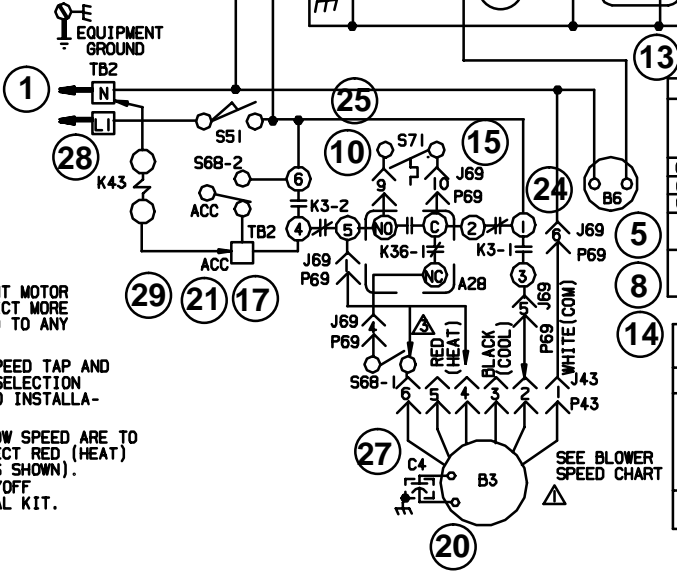 EQUIPMENT
GROUND
TB2
1
N
L1
28
S51
25
10
S71
15
13
K43
S68-2
6
9
10
J69
P69
24
B6
ACC
TB2
K3-2
4
5
NO
C
2
1
6
J69
P69
5
K36-1
K3-1
ACC
J69
1
P69
NC
A28
3
29
21
17
8
J69
4
P69
3
RED
(HEAT)
BLACK
(COOL)
5
J69
P69
WHITE(COM)
14
S68-1
6
5
4
3
2
1
J43
P43
27
C4
B3
SEE BLOWER
SPEED CHART
1
20
T MOTOR
CT MORE
TO ANY
PEED TAP AND
SELECTION
INSTALLA-
OW SPEED ARE TO
ECT RED (HEAT)
SHOWN).
OFF
AL KIT.